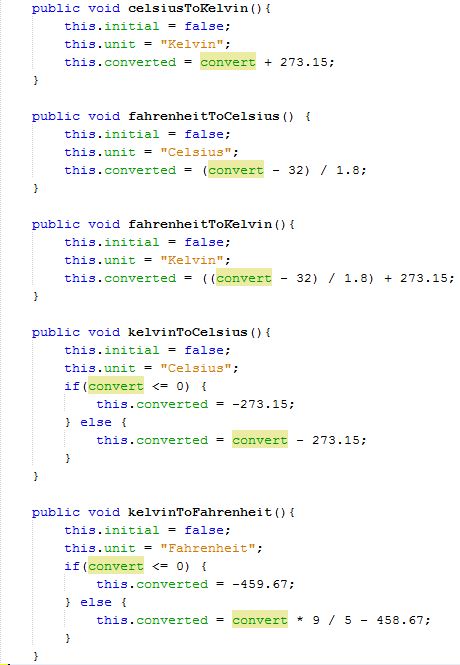 public void celsiusToKelvin(){
this.initial = false;
this.unit = "Kelvin";
this.converted = convert + 273.15;
}
public void fahrenheitToCelsius() {
this.initial = false;
this.unit = "Celsius";
this.converted = (convert - 32) / 1.8;
}
public void fahrenheitToKelvin(){
this.initial = false;
this.unit = "Kelvin";
this.converted = ((convert - 32) / 1.8) + 273.15;
}
public void kelvinToCelsius(){
this.initial = false;
this.unit = "Celsius";
if(convert <= 0) {
this.converted = -273.15;
} else {
this.converted = convert - 273.15;
}
}
public void kelvinToFahrenheit(){
this.initial = false;
this.unit = "Fahrenheit";
if(convert <= 0) {
this.converted = -459.67;
} else {
this.converted = convert * 9 / 5 - 458.67;
}
}